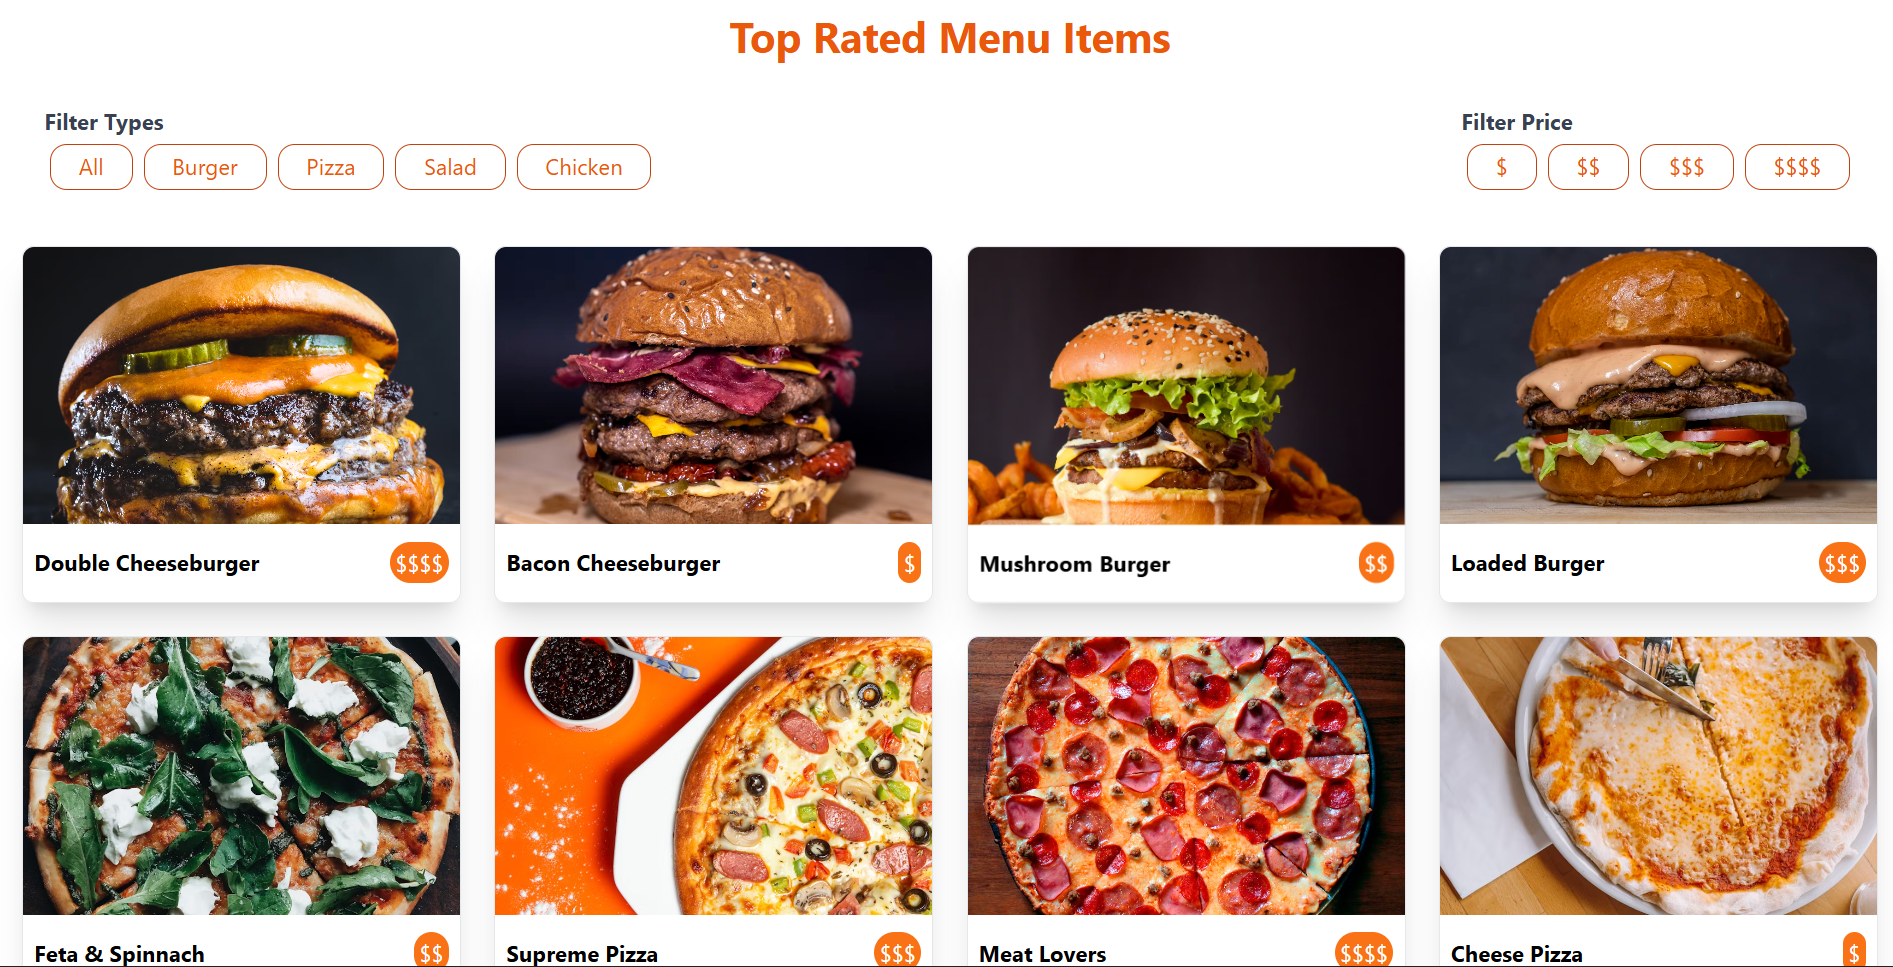 Top Rated Menu Items
Filter Types
Filter Price
All Burger Pizza Salad Chicken
$ $$ $$$ $$$$
Double Cheeseburger $$$$
Bacon Cheeseburger $
Mushroom Burger $$
Loaded Burger $$$
Feta & Spinnach $$
Supreme Pizza $$$
Meat Lovers $$$$
Cheese Pizza $